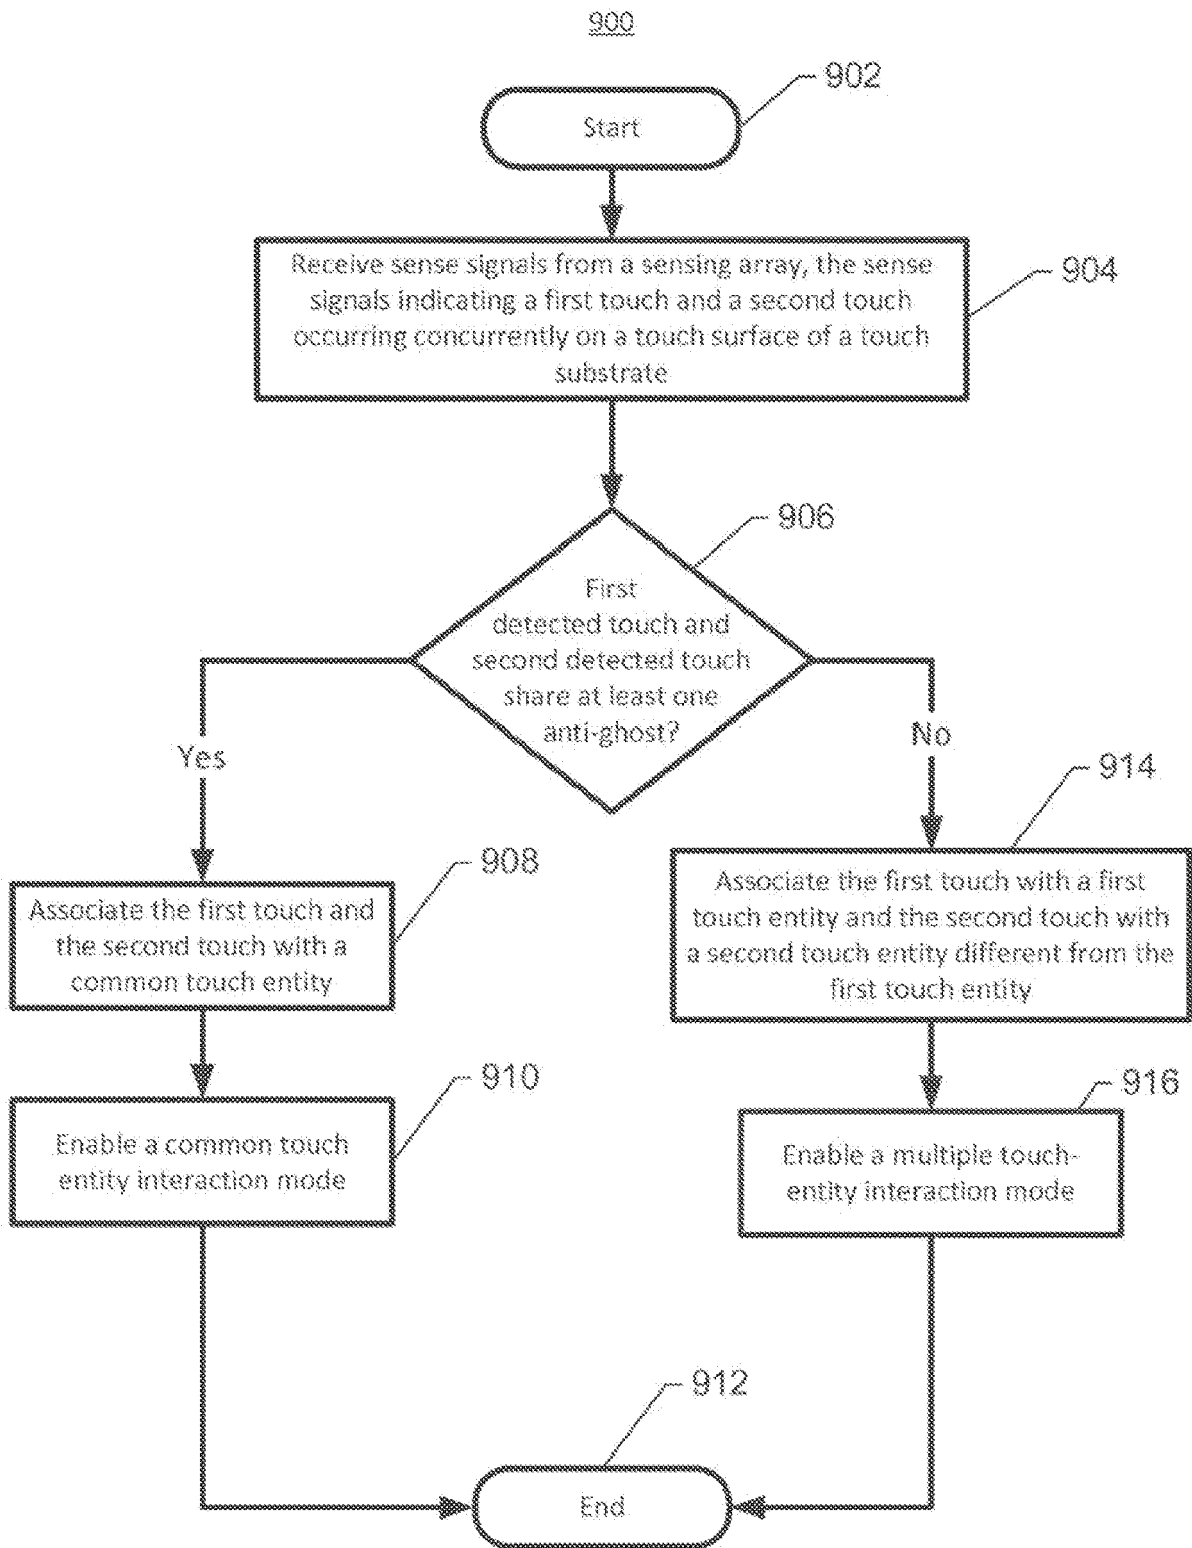 900
902
Start
Receive sense signals from a sensing array, the sense
signals indicating a first touch and a second touch
occurring concurrently on a touch surface of a touch
substrate
904
906
First
detected touch and
second detected touch
share at least one
anti-ghost?
Yes
No
908
Associate the first touch and
the second touch with a
common touch entity
914
Associate the first touch with a first
touch entity and the second touch with
a second touch entity different from the
first touch entity
910
Enable a common touch
entity interaction mode
916
Enable a multiple touch-
entity interaction mode
912
End